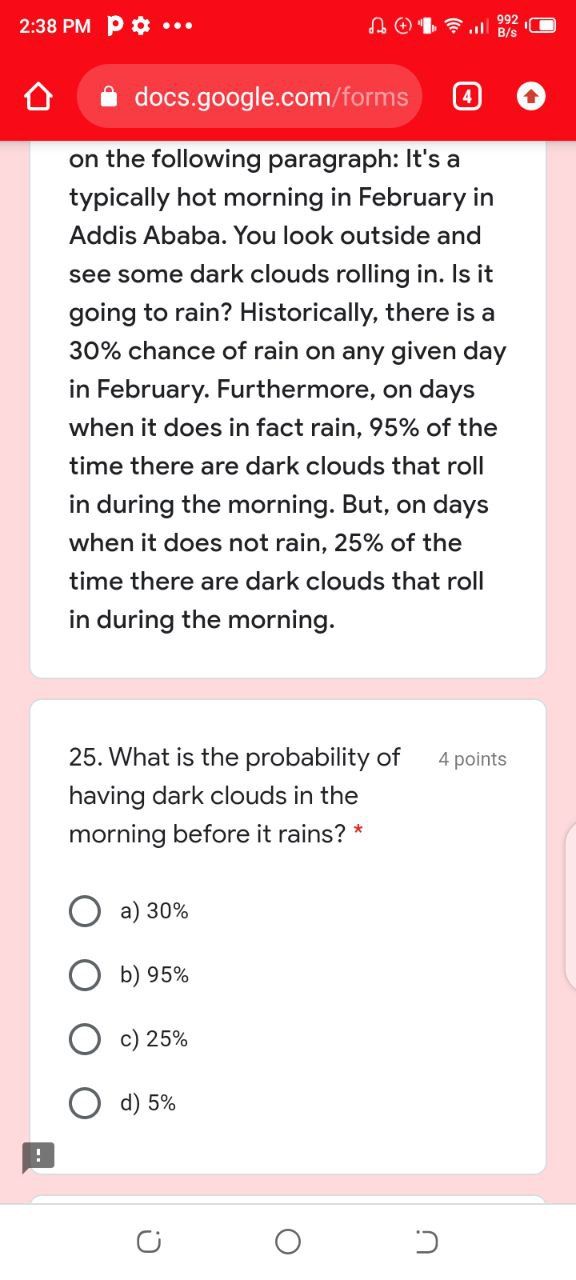 2:38 PM P
992
B/s
docs.google.com/forms
4
on the following paragraph: It's a
typically hot morning in February in
Addis Ababa. You look outside and
see some dark clouds rolling in. Is it
going to rain? Historically, there is a
30% chance of rain on any given day
in February. Furthermore, on days
when it does in fact rain, 95% of the
time there are dark clouds that roll
in during the morning. But, on days
when it does not rain, 25% of the
time there are dark clouds that roll
in during the morning.
25. What is the probability of
4 points
having dark clouds in the
morning before it rains? *
a) 30%
b) 95%
c) 25%
d) 5%
!